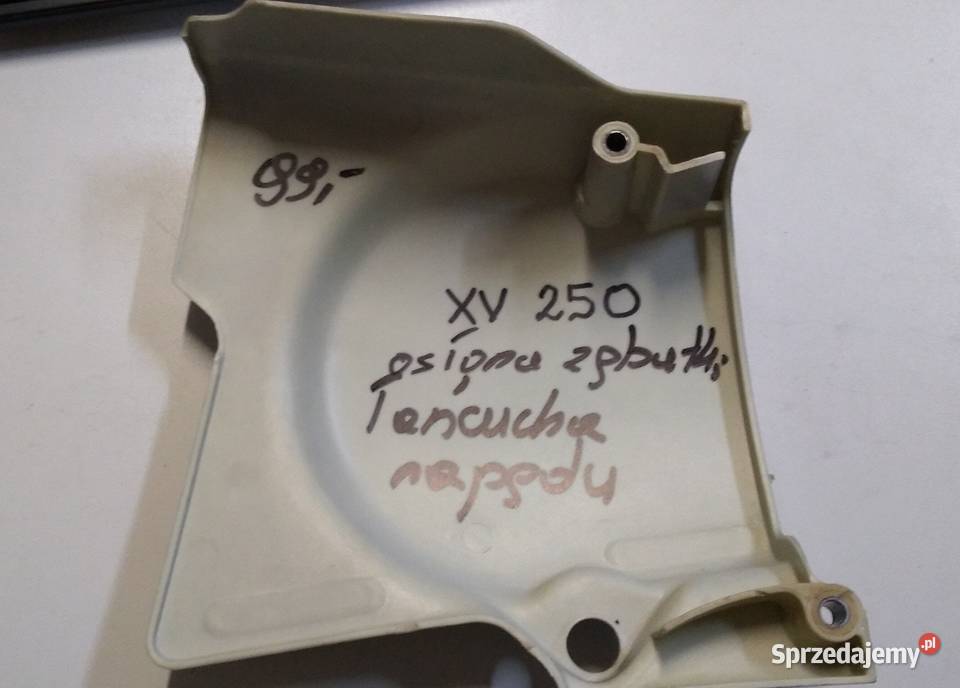 99,-
XV 250
osłona zębatki
łańcucha
napędu
Sprzedajemy.pl